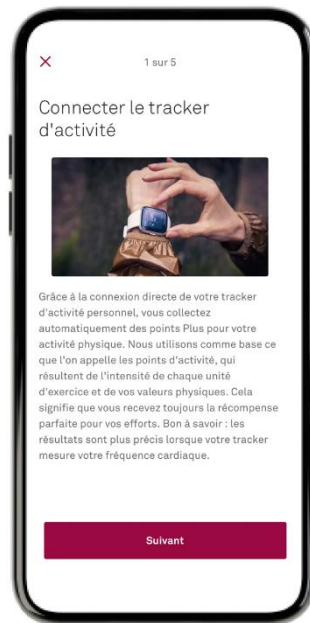 1 sur 5
Connecter le tracker
d'activité
Grâce à la connexion directe de votre tracker
d'activité personnel, vous collectez
automatiquement des points Plus pour votre
activité physique. Nous utilisons comme base ce
que l'on appelle les points d'activité, qui
résultent de l'intensité de chaque unité
d'exercice et de vos valeurs physiques. Cela
signifie que vous recevez toujours la récompense
parfaite pour vos efforts. Bon à savoir : les
résultats sont plus précis lorsque votre tracker
mesure votre fréquence cardiaque.
Suivant